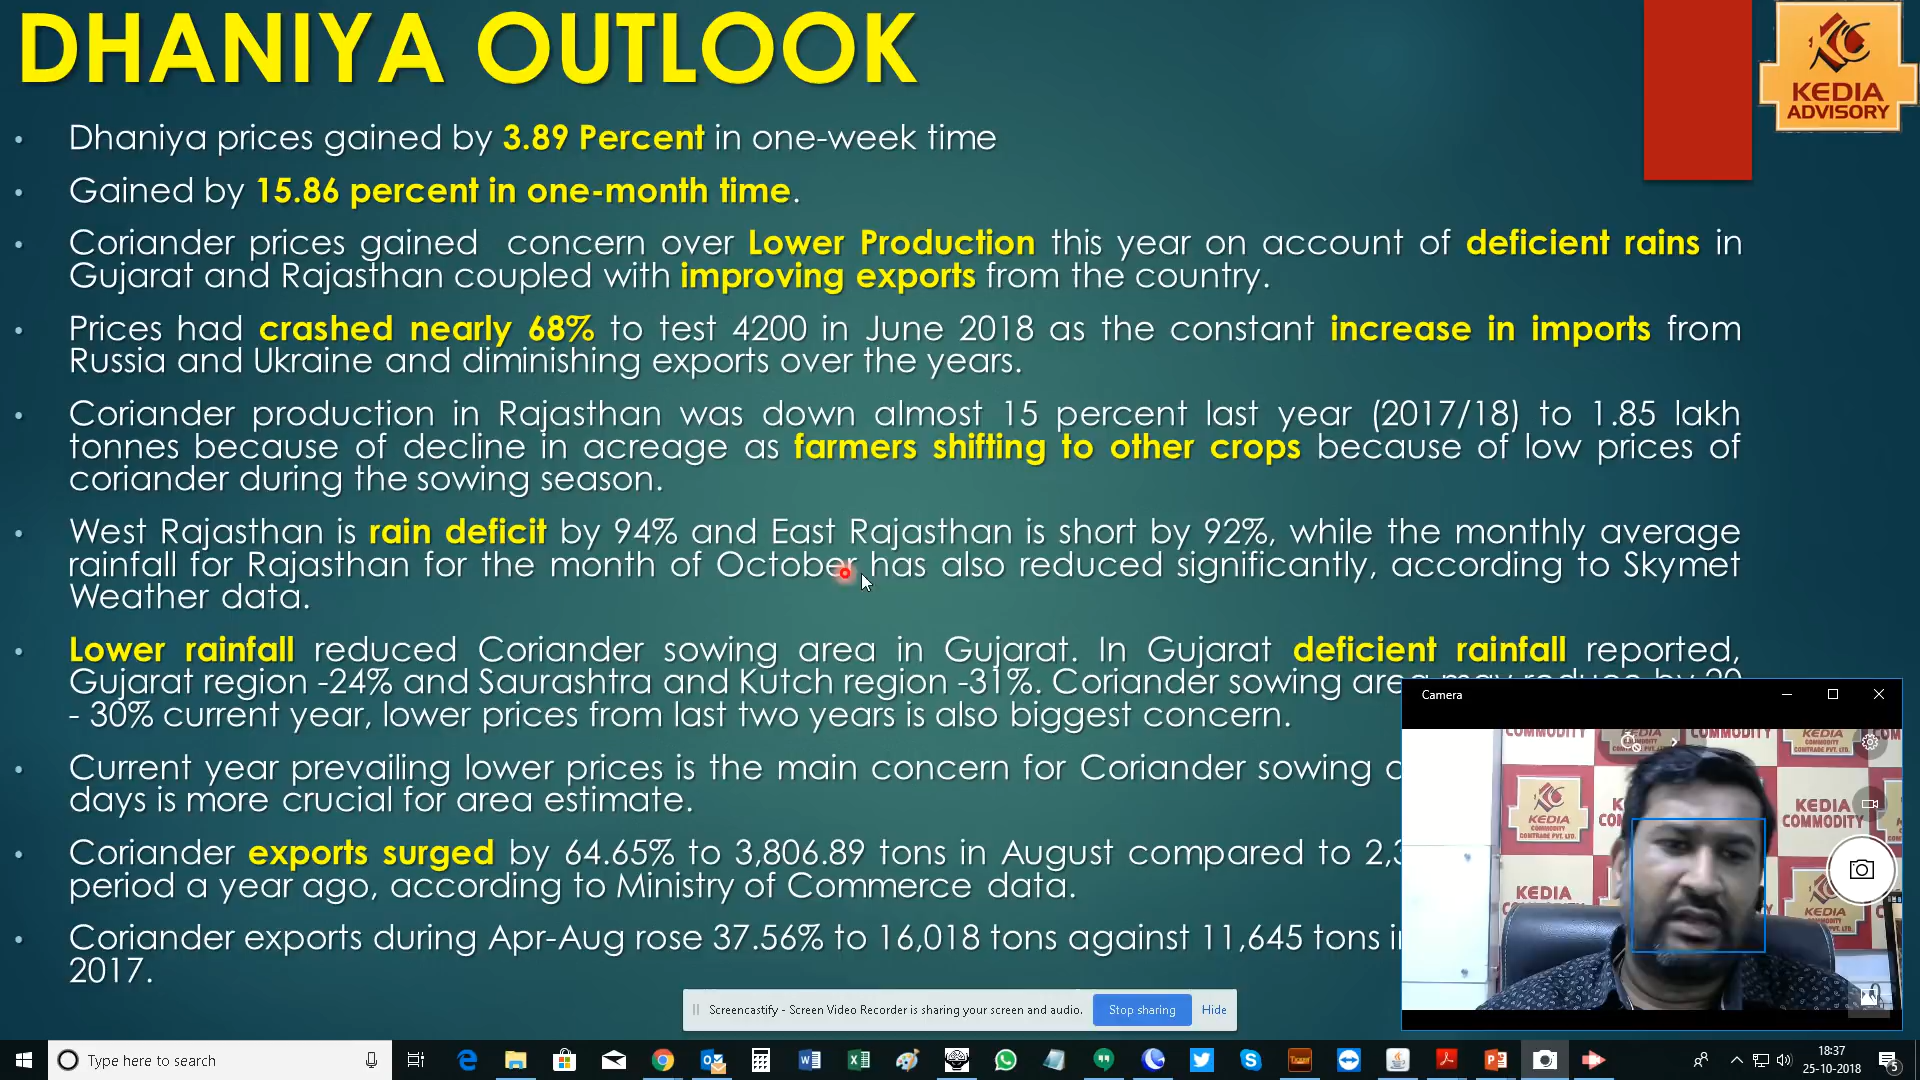 DHANIYA OUTLOOK
KEDIA
ADVISORY
• Dhaniya prices gained by 3.89 Percent in one-week time
• Gained by 15.86 percent in one-month time.
• Coriander prices gained concern over Lower Production this year on account of deficient rains in
Gujarat and Rajasthan coupled with improving exports from the country.
• Prices had crashed nearly 68% to test 4200 in June 2018 as the constant increase in imports from
Russia and Ukraine and diminishing exports over the years.
• Coriander production in Rajasthan was down almost 15 percent last year (2017/18) to 1.85 lakh
tonnes because of decline in acreage as farmers shifting to other crops because of low prices of
coriander during the sowing season.
• West Rajasthan is rain deficit by 94% and East Rajasthan is short by 92%, while the monthly average
rainfall for Rajasthan for the month of October has also reduced significantly, according to Skymet
Weather data.
• Lower rainfall reduced Coriander sowing area in Gujarat. In Gujarat deficient rainfall reported,
Gujarat region -24% and Saurashtra and Kutch region -31%. Coriander sowing area may reduce by 20
- 30% current year, lower prices from last two years is also biggest concern.
• Current year prevailing lower prices is the main concern for Coriander sowing
days is more crucial for area estimate.
• Coriander exports surged by 64.65% to 3,806.89 tons in August compared to
period a year ago, according to Ministry of Commerce data.
• Coriander exports during Apr-Aug rose 37.56% to 16,018 tons against 11,645 tons
2017.
Camera
COMMODITY
KEDIA
KEDIA
COMMODITY
KEDIA
KEDIA
Screencastify - Screen Video Recorder is sharing your screen and audio.
Stop sharing
Hide
Type here to search
18:37
25-10-2018
5